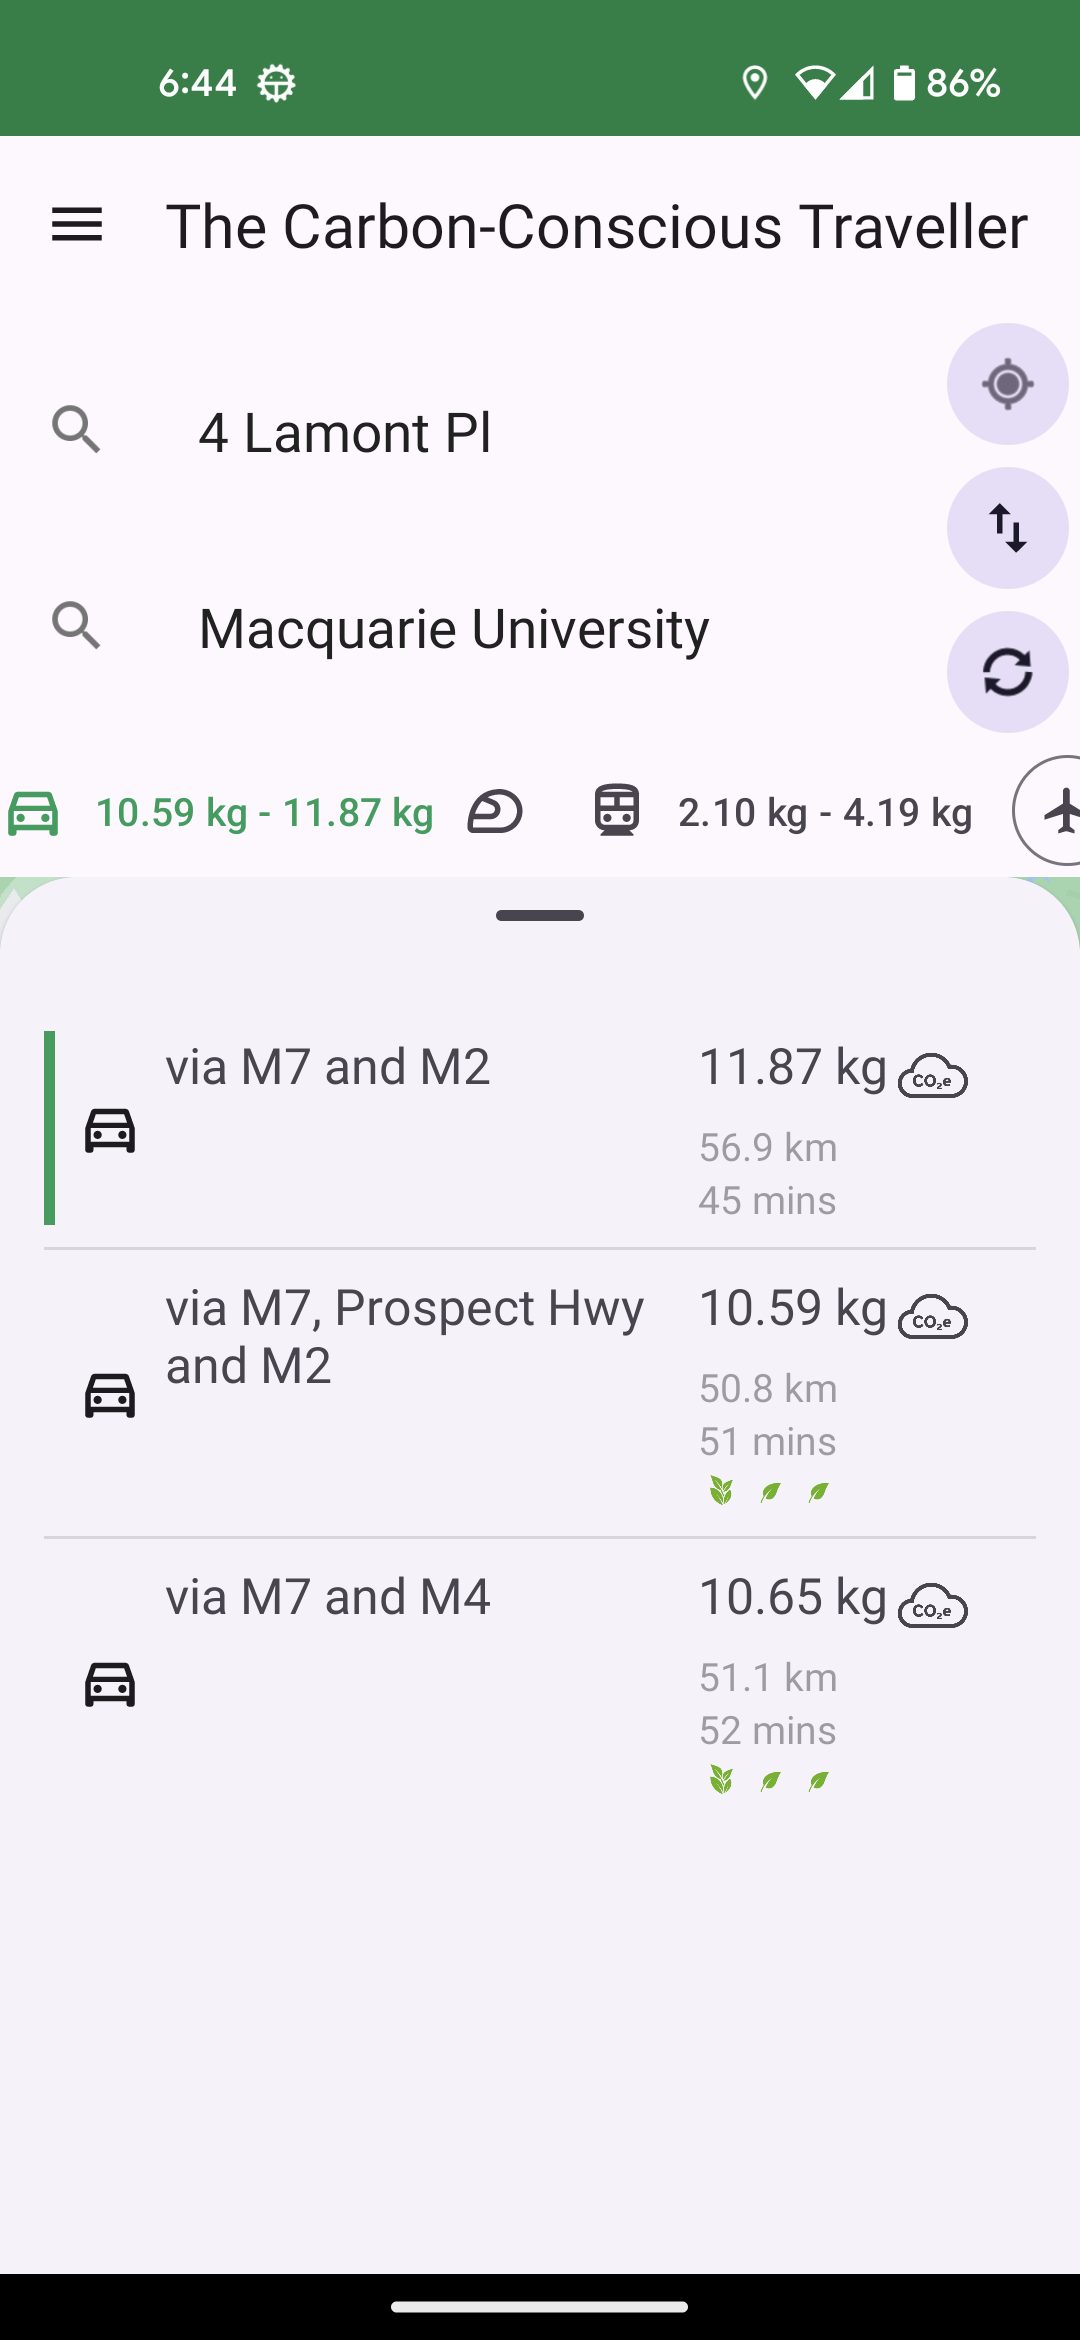 6:44
86%
The Carbon-Conscious Traveller
4 Lamont Pl
Macquarie University
10.59 kg - 11.87 kg
2.10 kg - 4.19 kg
via M7 and M2
11.87 kg
CO₂e
56.9 km
45 mins
via M7, Prospect Hwy
and M2
10.59 kg
CO₂e
50.8 km
51 mins
via M7 and M4
10.65 kg
CO₂e
51.1 km
52 mins